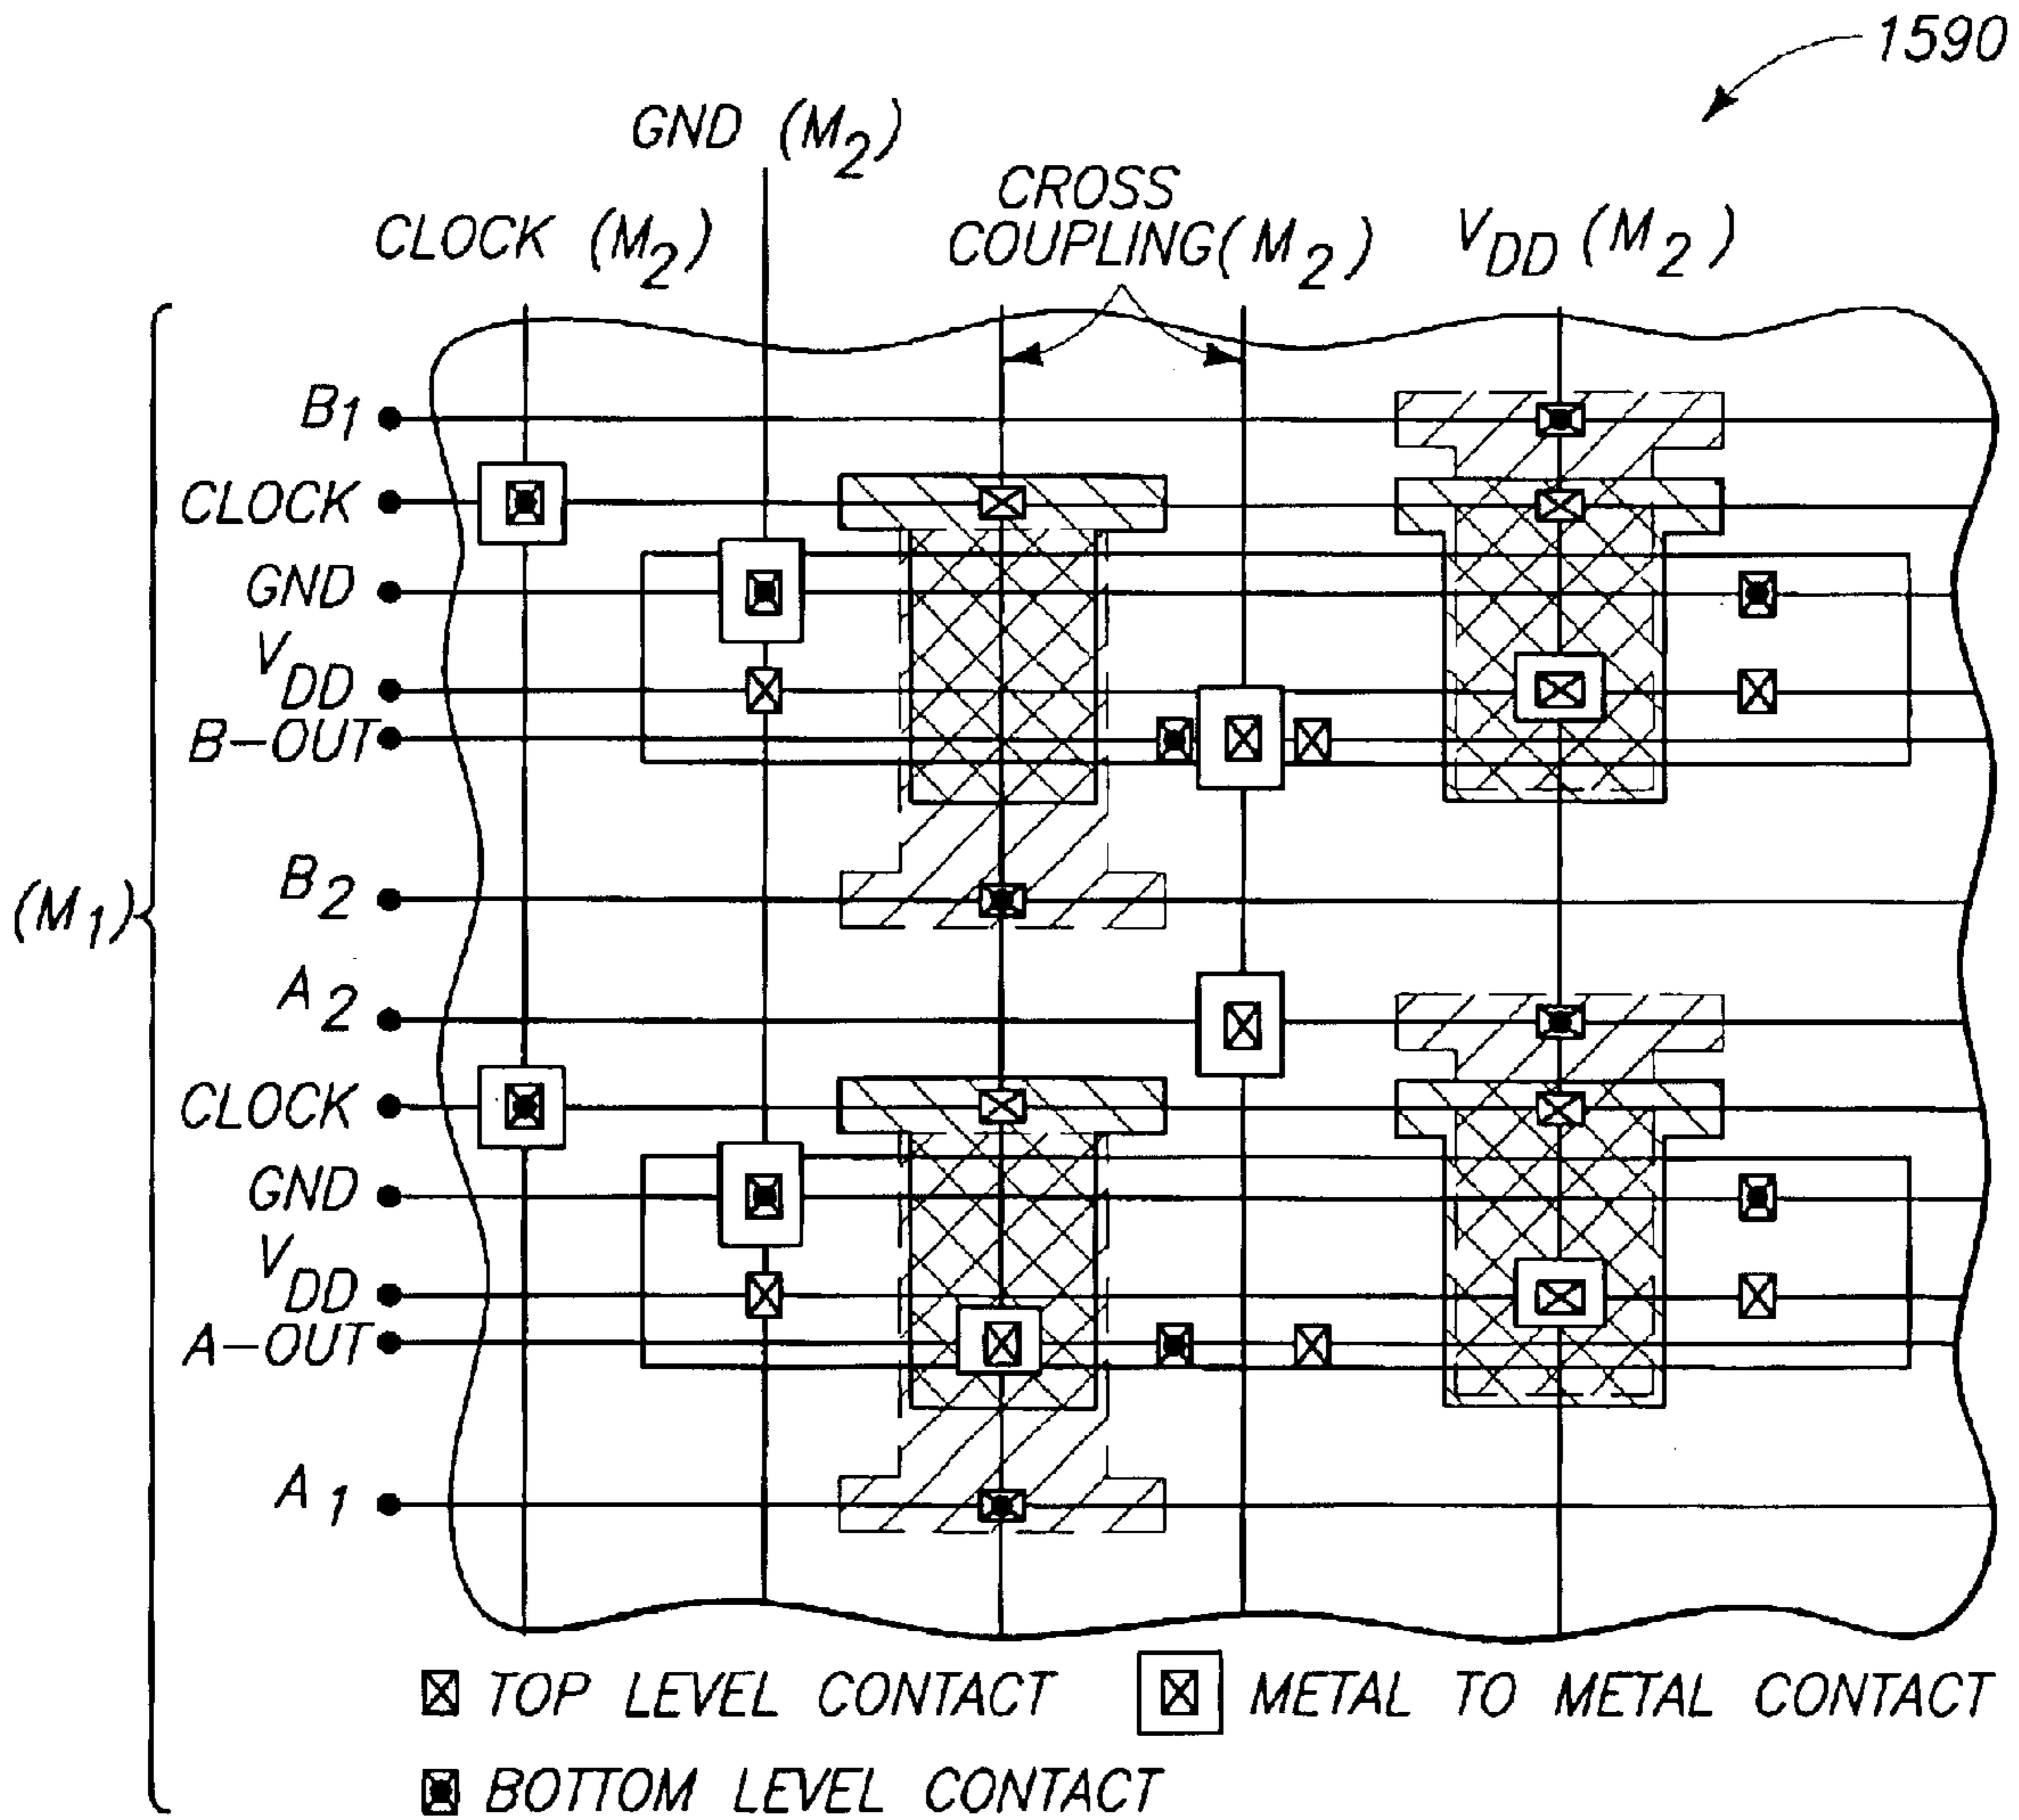 1590
GND (M2)
CROSS
COUPLING (M2)
CLOCK (M2)
VDD (M2)
B1
CLOCK
GND
VDD
B-OUT
B2
(M1)
A2
CLOCK
GND
VDD
A-OUT
A1
TOP LEVEL CONTACT
METAL TO METAL CONTACT
BOTTOM LEVEL CONTACT